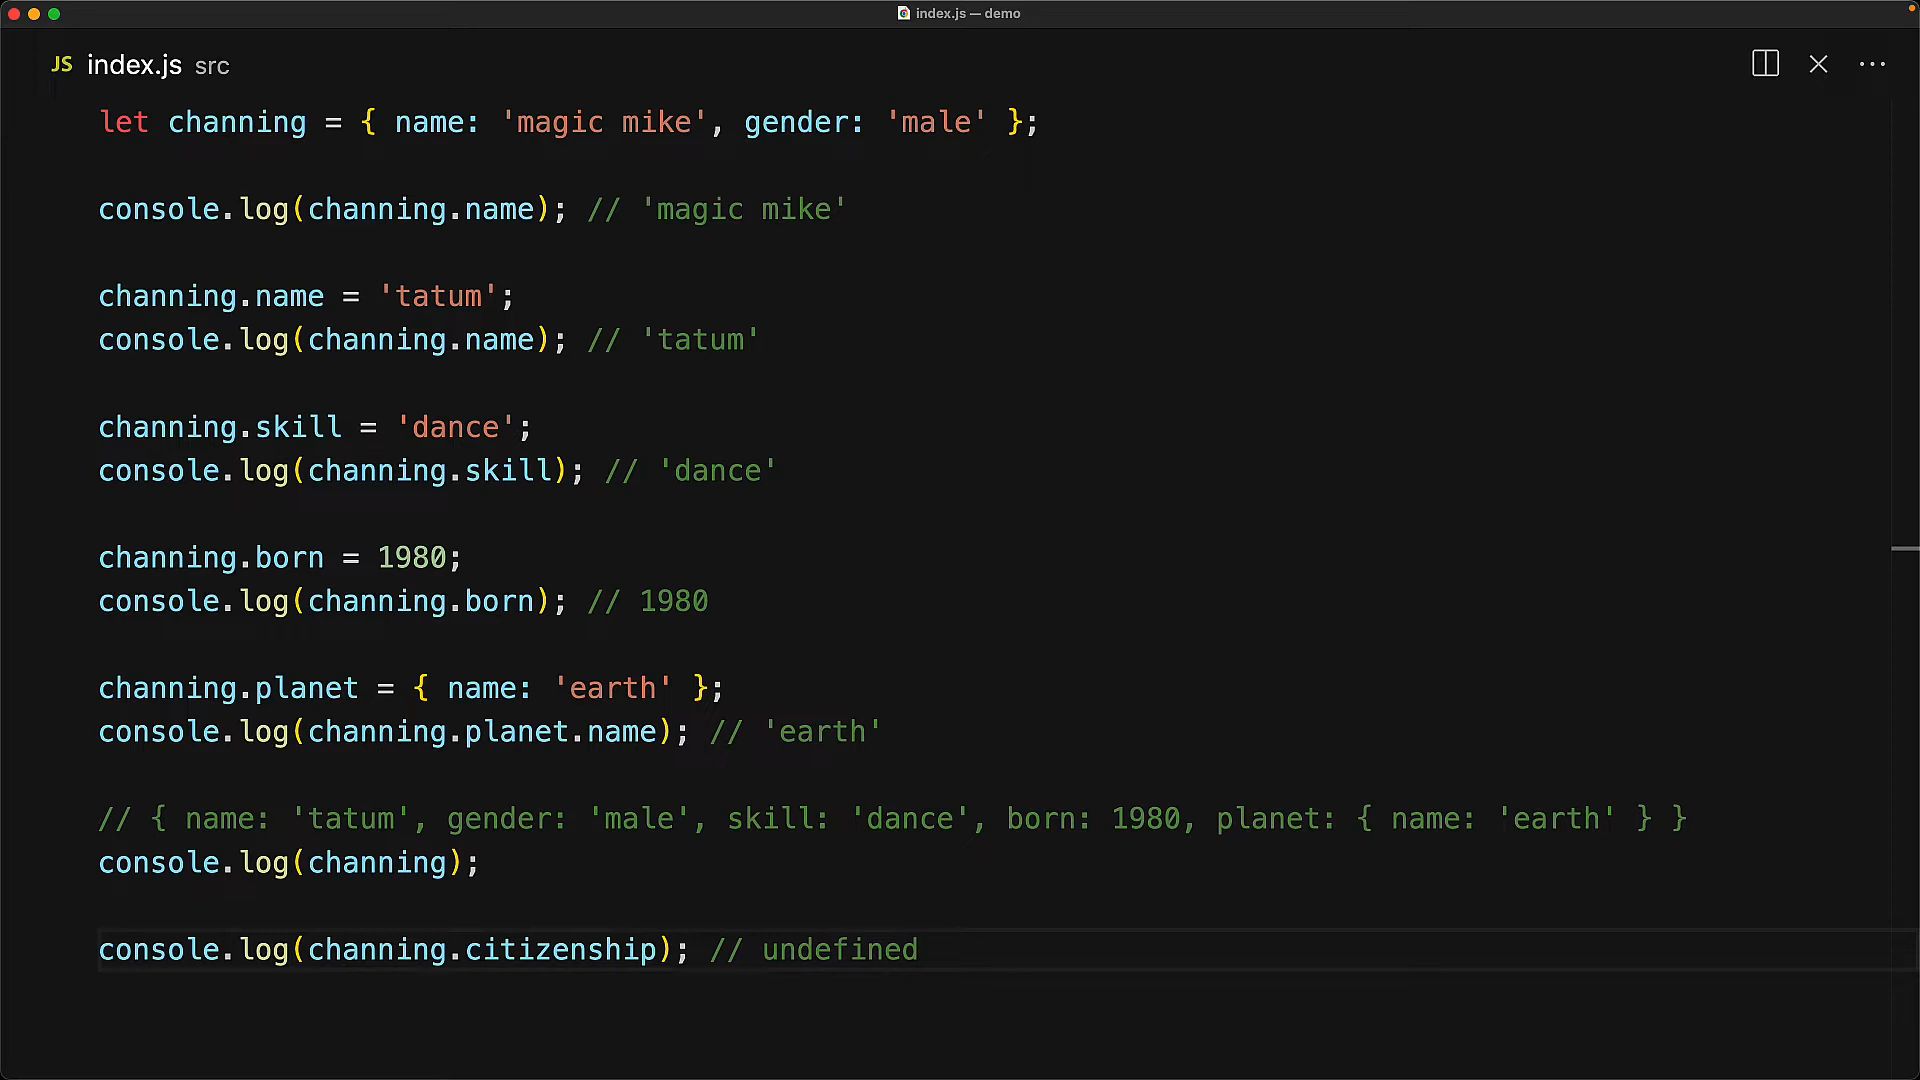 index.js — demo
JS index.js src
let channing = { name: 'magic mike', gender: 'male' };
console.log(channing.name); // 'magic mike'
channing.name = 'tatum';
console.log(channing.name); // 'tatum'
channing.skill = 'dance';
console.log(channing.skill); // 'dance'
channing.born = 1980;
console.log(channing.born); // 1980
channing.planet = { name: 'earth' };
console.log(channing.planet.name); // 'earth'
// { name: 'tatum', gender: 'male', skill: 'dance', born: 1980, planet: { name: 'earth' } }
console.log(channing);
console.log(channing.citizenship); // undefined